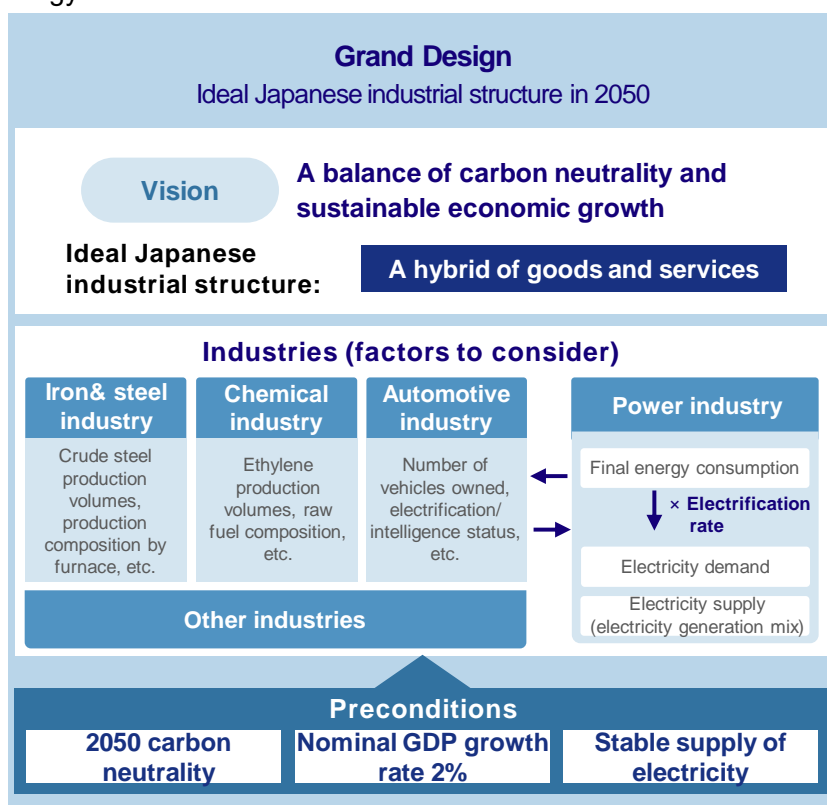 Grand Design
Ideal Japanese industrial structure in 2050
Vision
A balance of carbon neutrality and
sustainable economic growth
Ideal Japanese
industrial structure:
A hybrid of goods and services
Industries (factors to consider)
Iron& steel
industry
Crude steel
production
volumes,
production
composition by
furnace, etc.
Chemical
industry
Ethylene
production
volumes, raw
fuel composition,
etc.
Automotive
industry
Number of
vehicles owned,
electrification/
intelligence status,
etc.
Power industry
Final energy consumption
× Electrification
rate
Electricity demand
Electricity supply
(electricity generation mix)
Other industries
Preconditions
2050 carbon
neutrality
Nominal GDP growth
rate 2%
Stable supply of
electricity